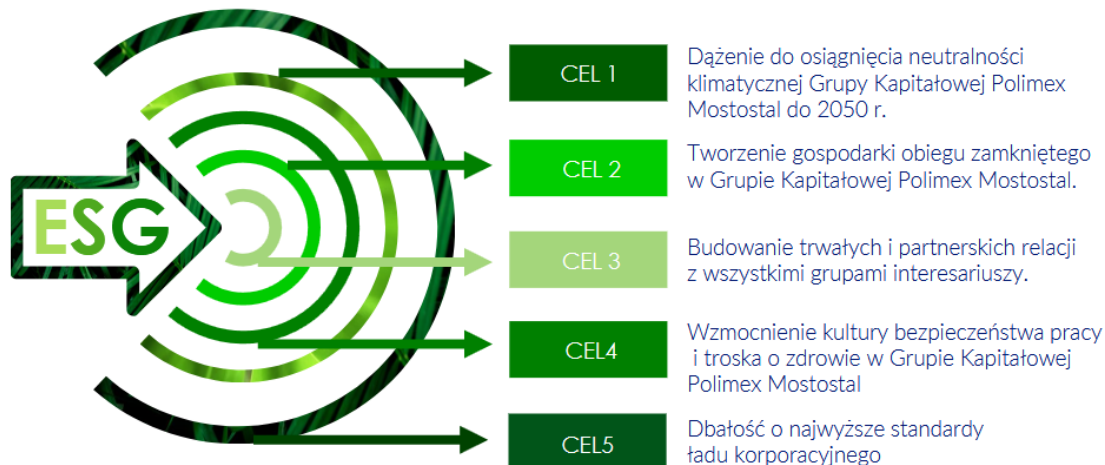 ESG
CEL 1
Dążenie do osiągnięcia neutralności
klimatycznej Grupy Kapitałowej Polimex
Mostostal do 2050 r.
CEL 2
Tworzenie gospodarki obiegu zamkniętego
w Grupie Kapitałowej Polimex Mostostal.
CEL 3
Budowanie trwałych i partnerskich relacji
z wszystkimi grupami interesariuszy.
CEL4
Wzmocnienie kultury bezpieczeństwa pracy
i troska o zdrowie w Grupie Kapitałowej
Polimex Mostostal
CEL5
Dbałość o najwyższe standardy
ładu korporacyjnego